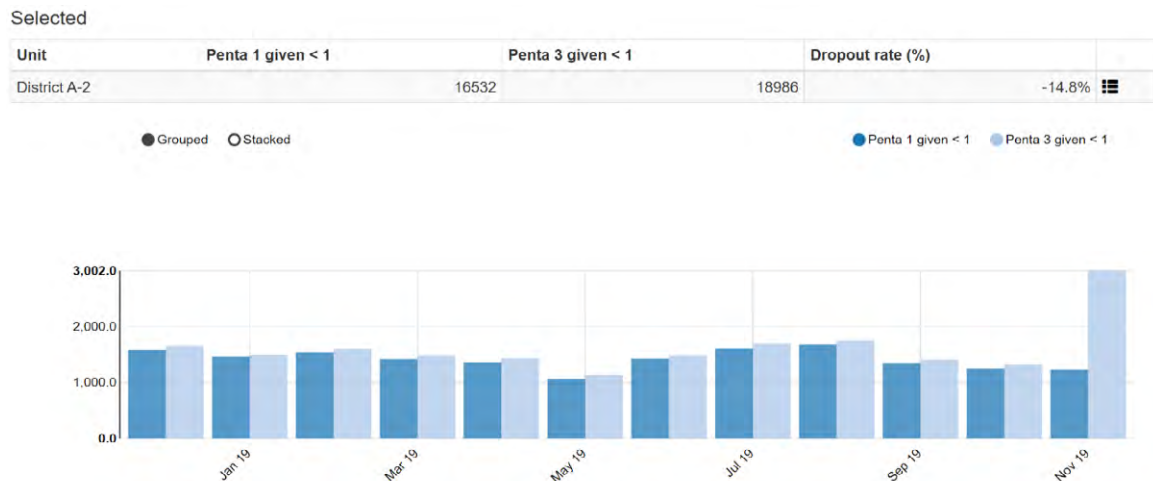 Selected
Unit Penta 1 given < 1 Penta 3 given < 1 Dropout rate (%)
District A-2 16532 18986 -14.8%
Grouped Stacked Penta 1 given < 1 Penta 3 given < 1
3,002.0
2,000.0
1,000.0
0.0
Jan 19 Mar 19 May 19 Jul 19 Sep 19 Nov 19